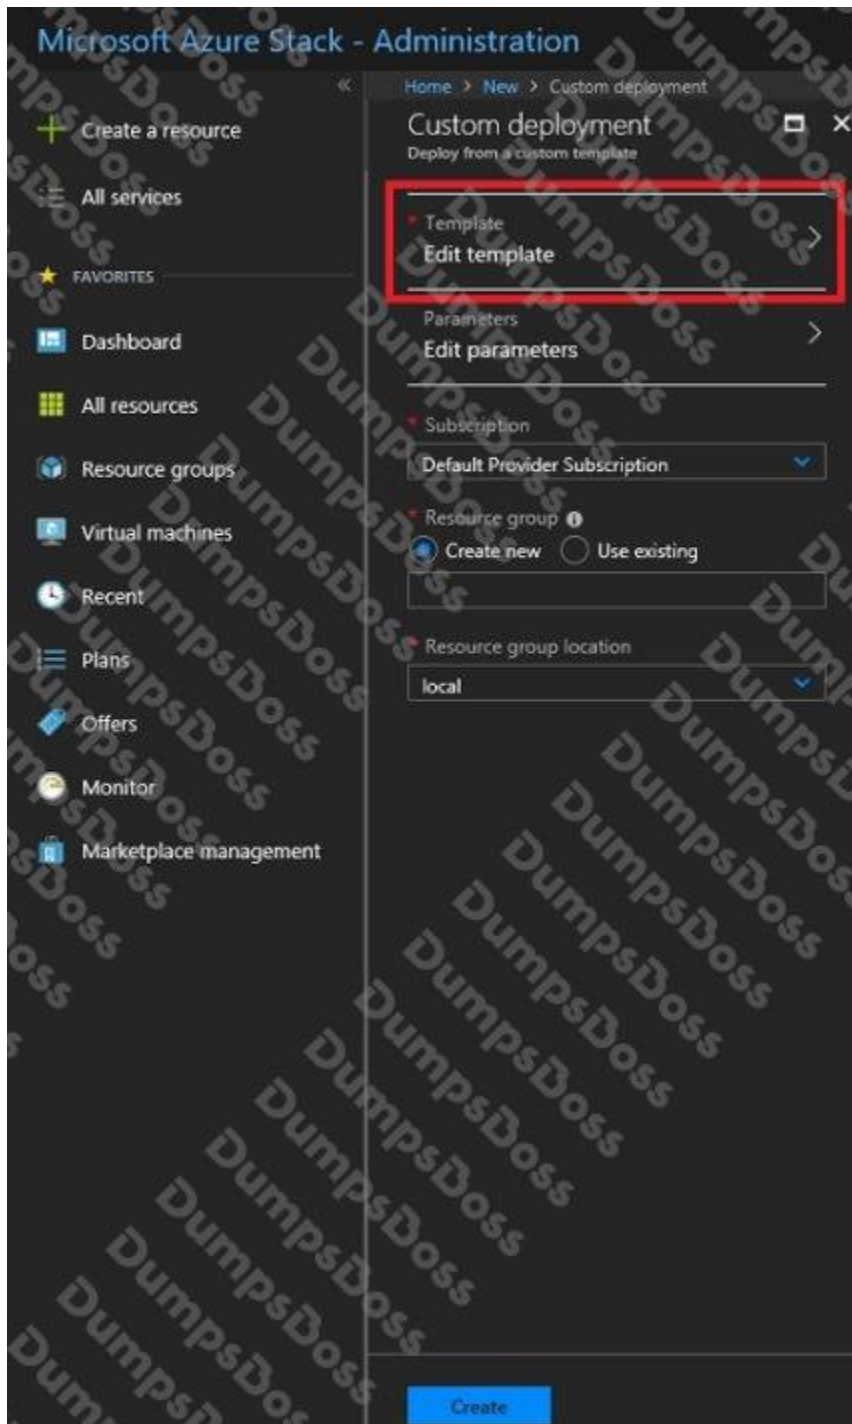 Microsoft Azure Stack - Administration
«
Home > New > Custom deployment
Custom deployment
Deploy from a custom template
Create a resource
All services
FAVORITES
Dashboard
All resources
Resource groups
Virtual machines
Recent
Plans
Offers
Monitor
Marketplace management
* Template
Edit template
Parameters
Edit parameters
* Subscription
Default Provider Subscription
* Resource group
Create new Use existing
* Resource group location
local
Create
DumpsDoss